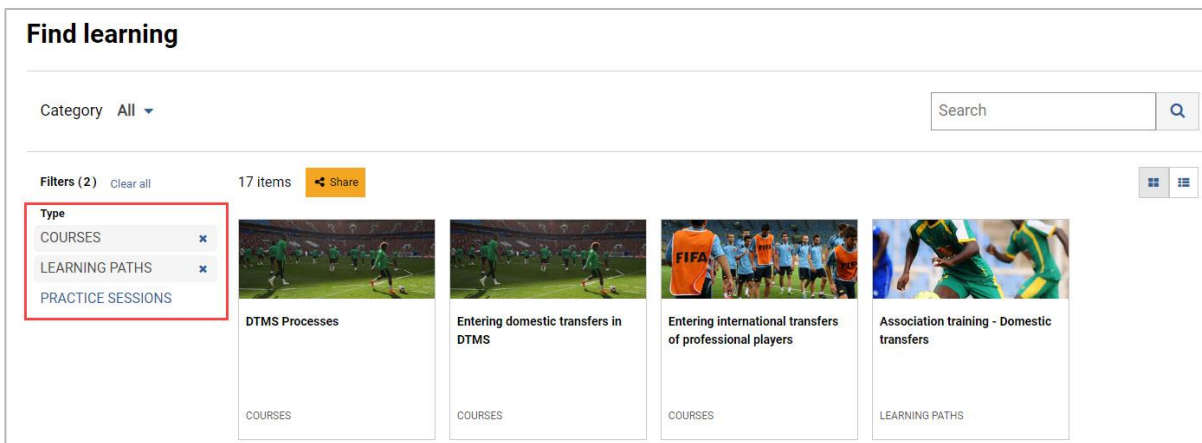 Find learning
Category All
Search
Filters (2) Clear all
17 items Share
Type
COURSES
LEARNING PATHS
PRACTICE SESSIONS
FIFA
DTMS Processes
COURSES
Entering domestic transfers in
DTMS
COURSES
Entering international transfers
of professional players
COURSES
Association training - Domestic
transfers
LEARNING PATHS